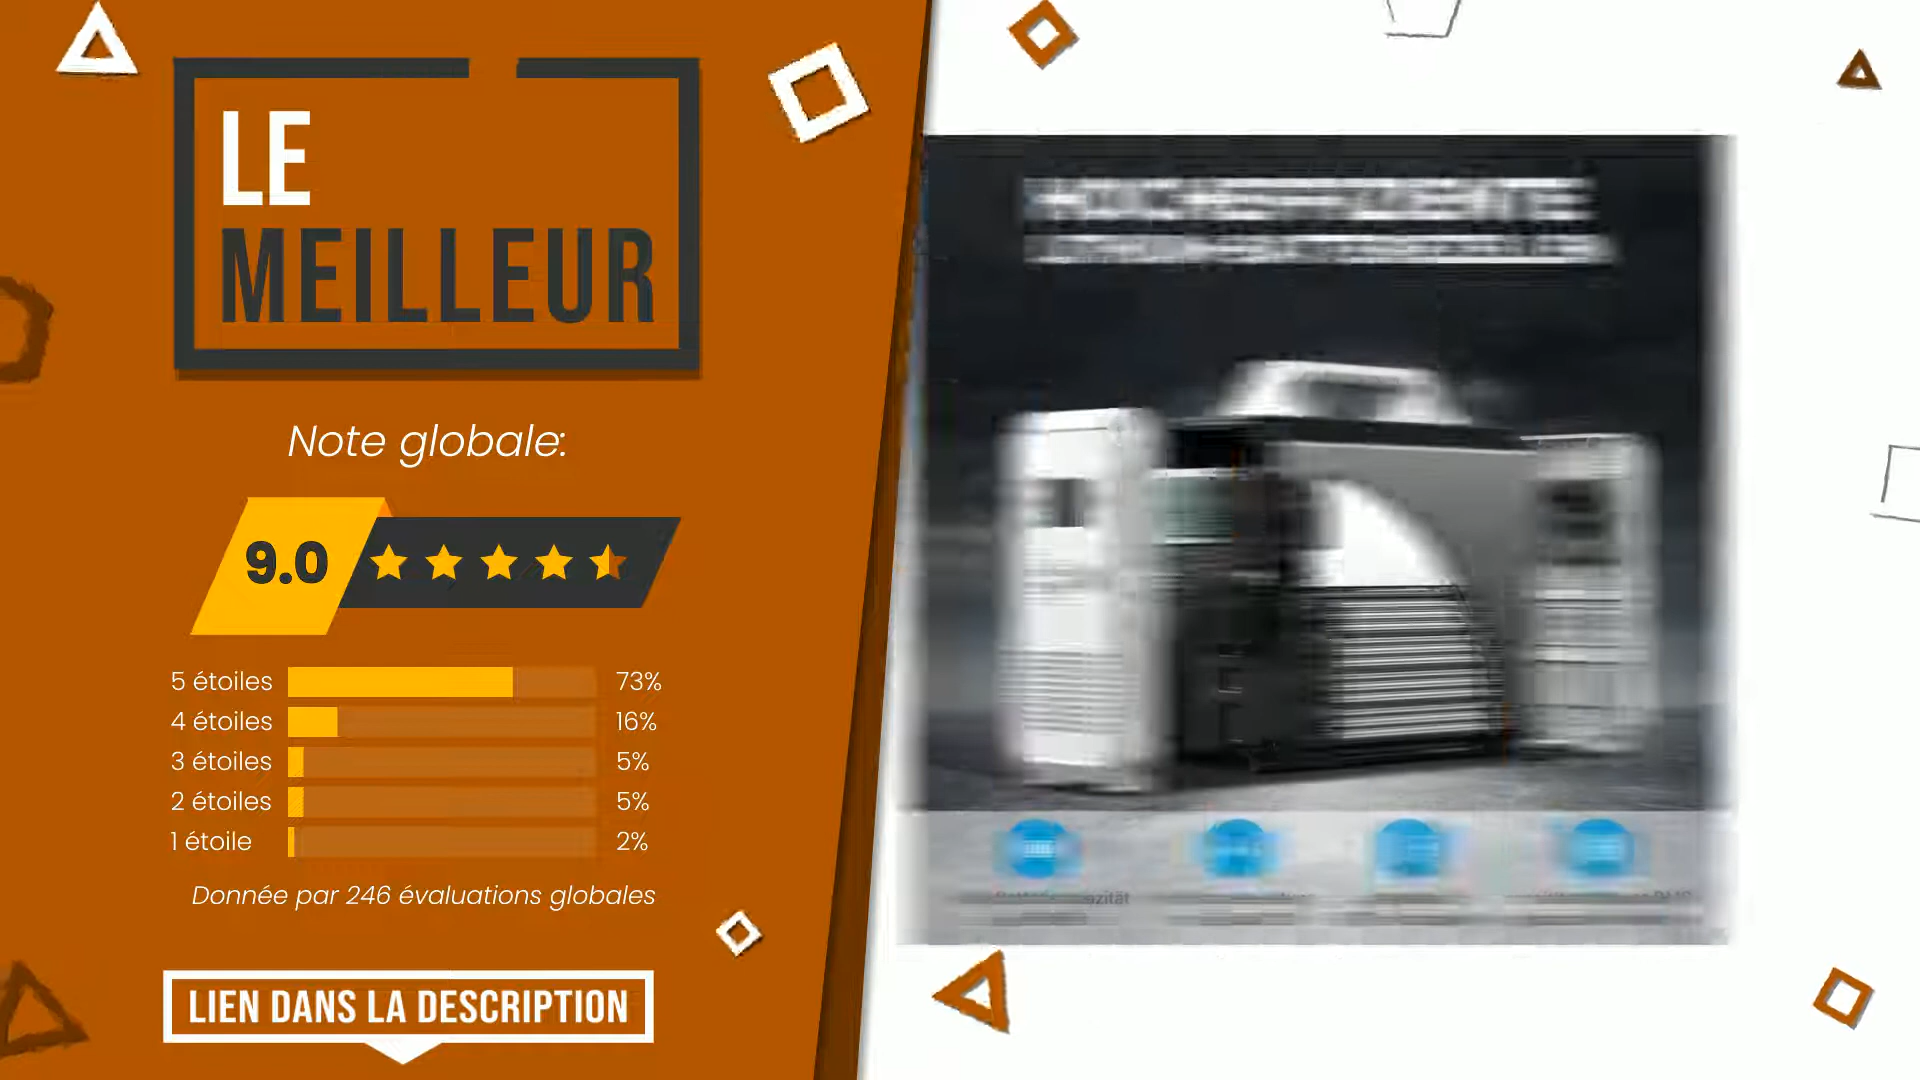 LE
MEILLEUR
Note globale:
9.0
5 étoiles 73%
4 étoiles 16%
3 étoiles 5%
2 étoiles 5%
1 étoile 2%
Donnée par 246 évaluations globales
LIEN DANS LA DESCRIPTION